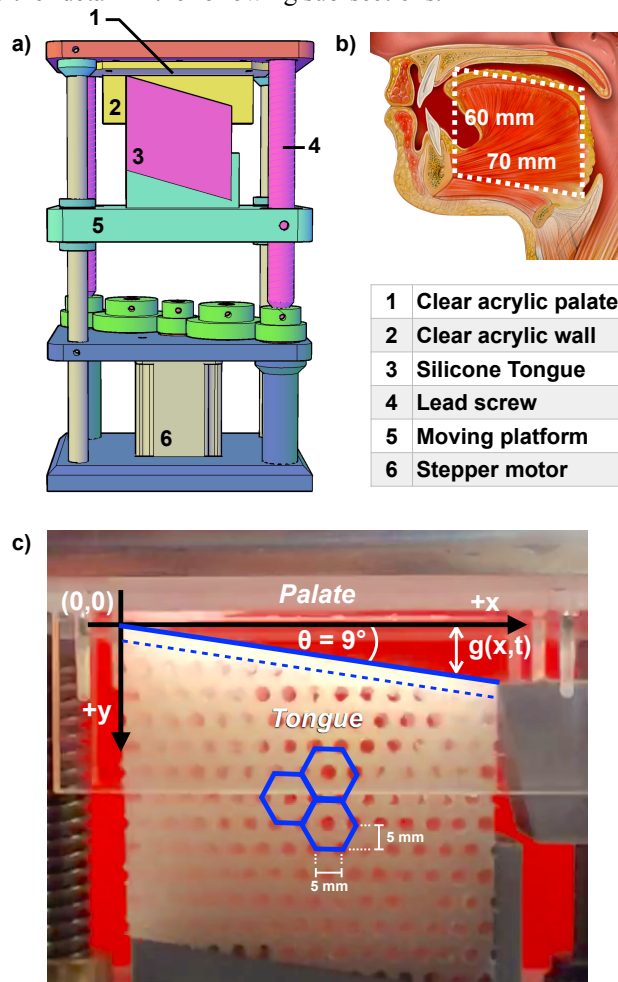 a)
1
2
3
4
5
6
b)
60 mm
70 mm
1 Clear acrylic palate
2 Clear acrylic wall
3 Silicone Tongue
4 Lead screw
5 Moving platform
6 Stepper motor
c)
(0,0)
Palate
+x
θ = 9°
g(x,t)
+y
Tongue
5 mm
5 mm